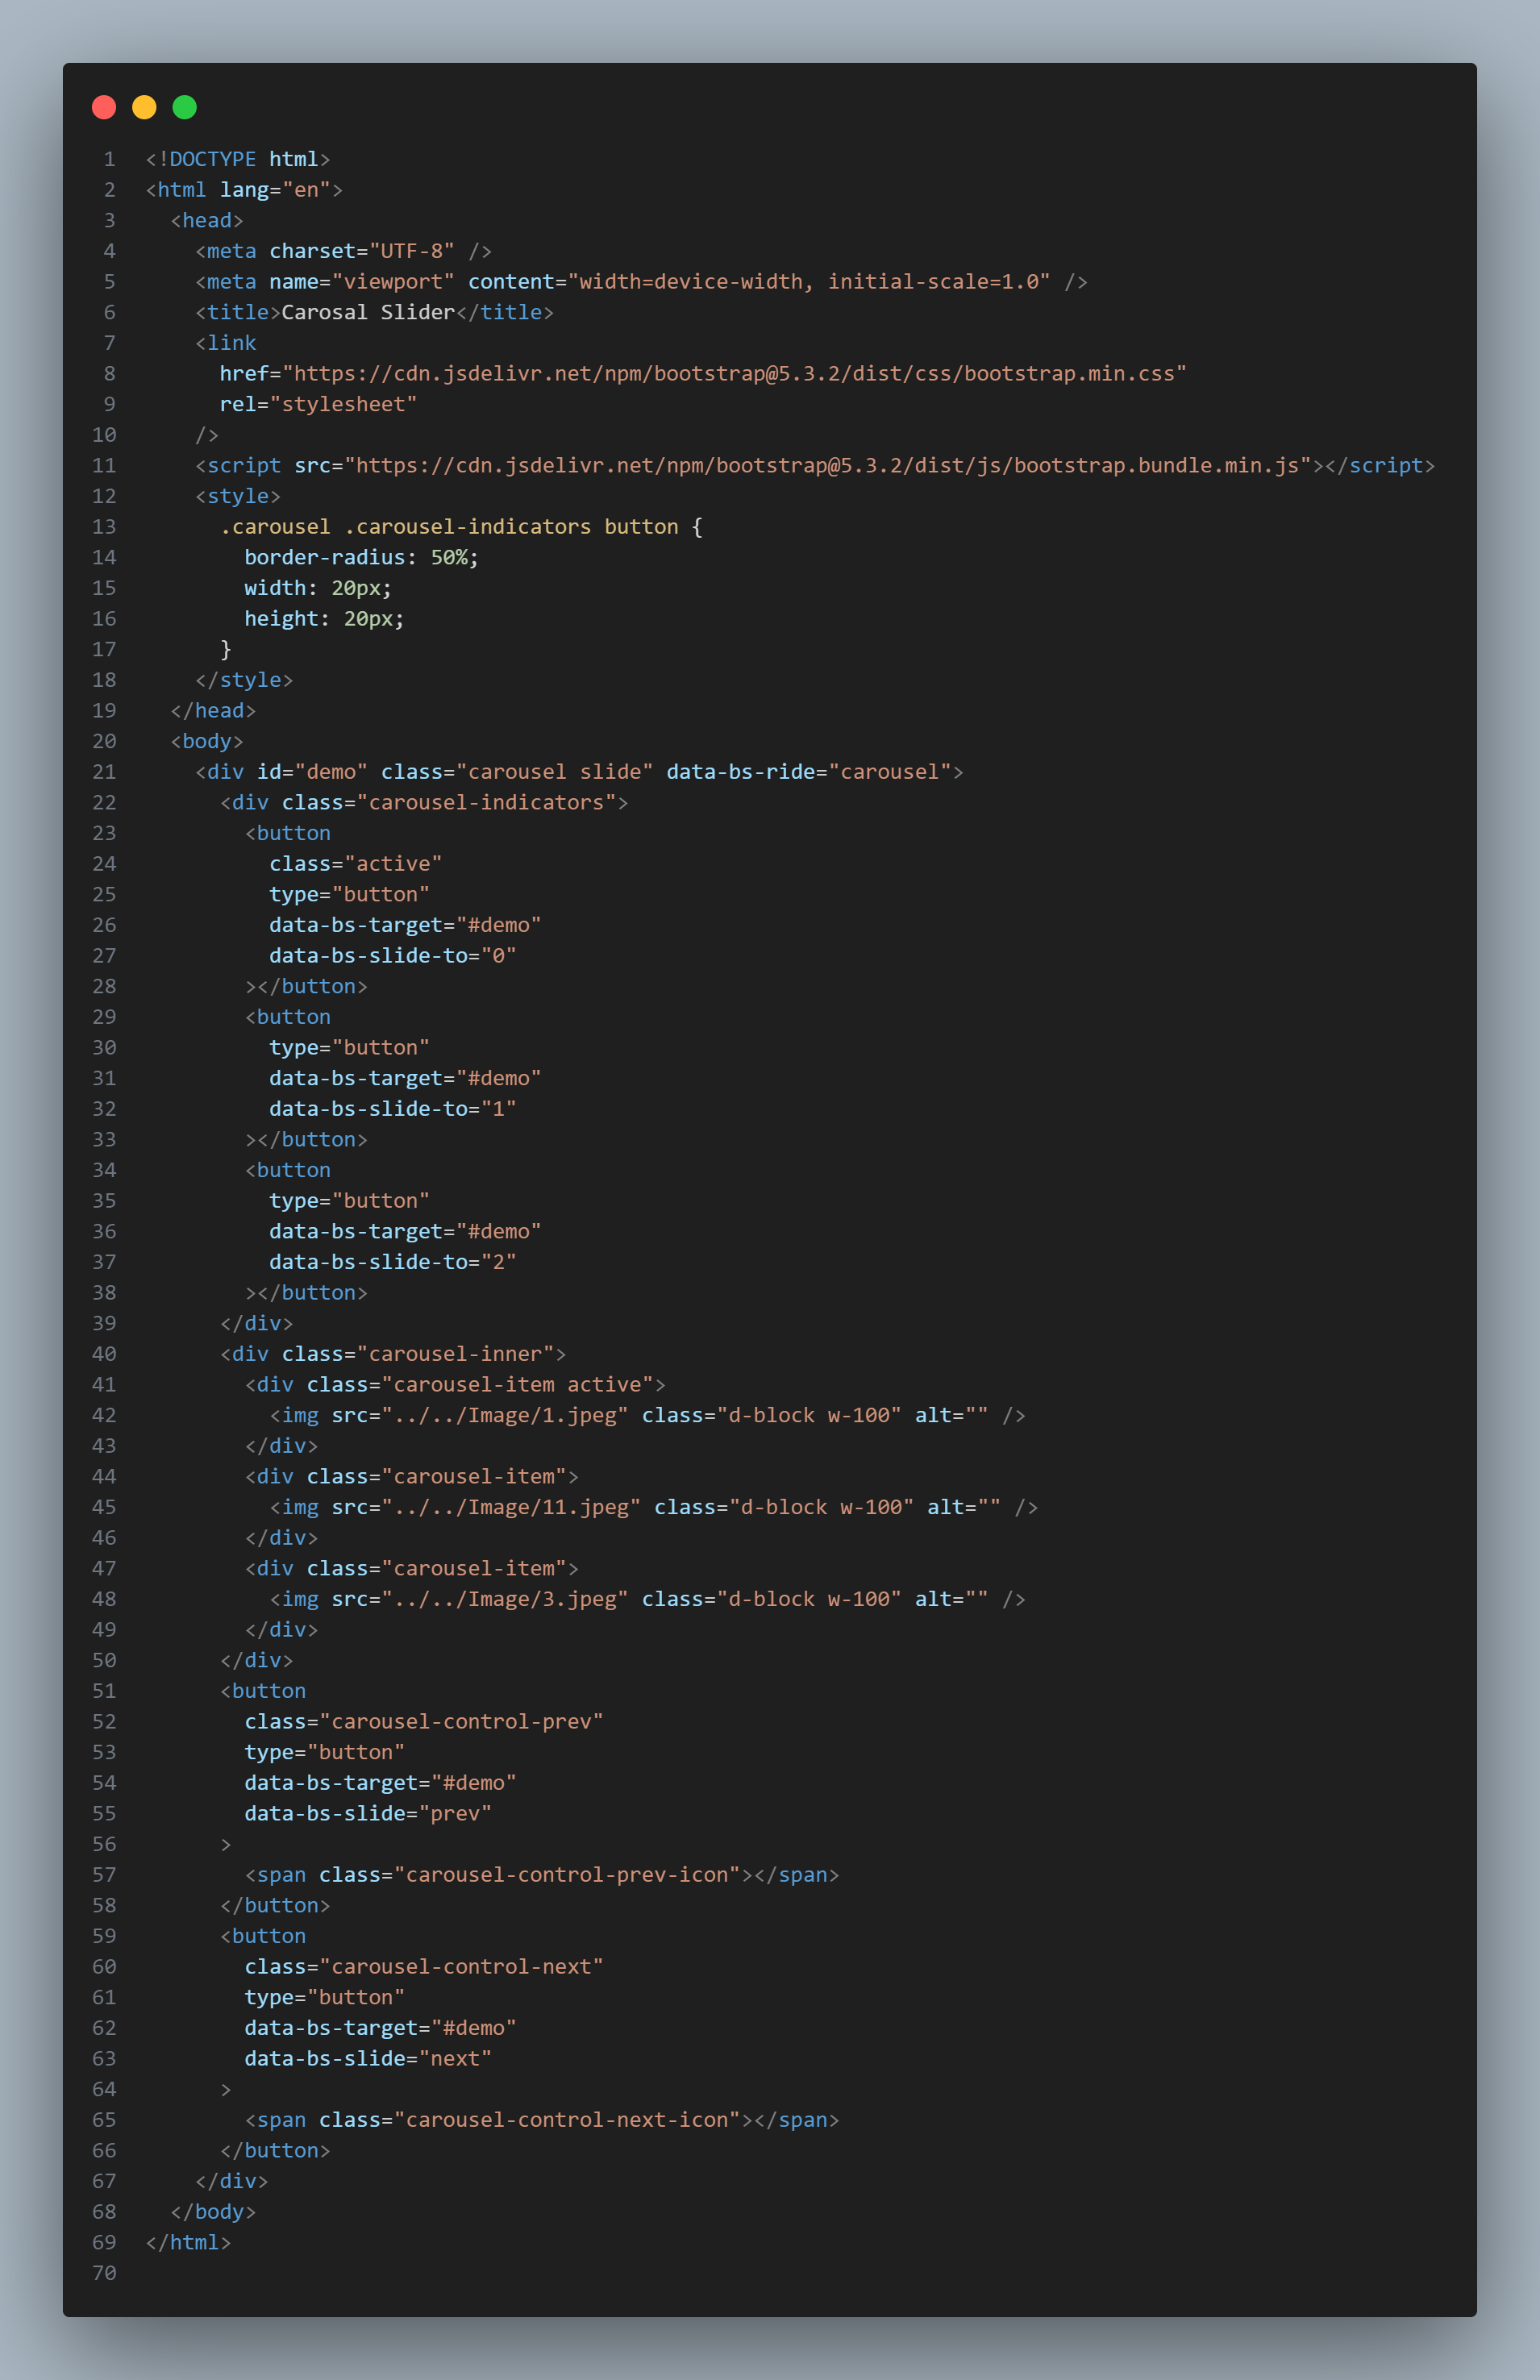 1 <!DOCTYPE html>
2 <html lang="en">
3   <head>
4     <meta charset="UTF-8" />
5     <meta name="viewport" content="width=device-width, initial-scale=1.0" />
6     <title>Carosal Slider</title>
7     <link
8       href="https://cdn.jsdelivr.net/npm/bootstrap@5.3.2/dist/css/bootstrap.min.css"
9       rel="stylesheet"
10     />
11     <script src="https://cdn.jsdelivr.net/npm/bootstrap@5.3.2/dist/js/bootstrap.bundle.min.js"></script>
12     <style>
13       .carousel .carousel-indicators button {
14         border-radius: 50%;
15         width: 20px;
16         height: 20px;
17       }
18     </style>
19   </head>
20   <body>
21     <div id="demo" class="carousel slide" data-bs-ride="carousel">
22       <div class="carousel-indicators">
23         <button
24           class="active"
25           type="button"
26           data-bs-target="#demo"
27           data-bs-slide-to="0"
28         ></button>
29         <button
30           type="button"
31           data-bs-target="#demo"
32           data-bs-slide-to="1"
33         ></button>
34         <button
35           type="button"
36           data-bs-target="#demo"
37           data-bs-slide-to="2"
38         ></button>
39       </div>
40       <div class="carousel-inner">
41         <div class="carousel-item active">
42           <img src="../../Image/1.jpeg" class="d-block w-100" alt="" />
43         </div>
44         <div class="carousel-item">
45           <img src="../../Image/11.jpeg" class="d-block w-100" alt="" />
46         </div>
47         <div class="carousel-item">
48           <img src="../../Image/3.jpeg" class="d-block w-100" alt="" />
49         </div>
50       </div>
51       <button
52         class="carousel-control-prev"
53         type="button"
54         data-bs-target="#demo"
55         data-bs-slide="prev"
56       >
57         <span class="carousel-control-prev-icon"></span>
58       </button>
59       <button
60         class="carousel-control-next"
61         type="button"
62         data-bs-target="#demo"
63         data-bs-slide="next"
64       >
65         <span class="carousel-control-next-icon"></span>
66       </button>
67     </div>
68   </body>
69 </html>
70